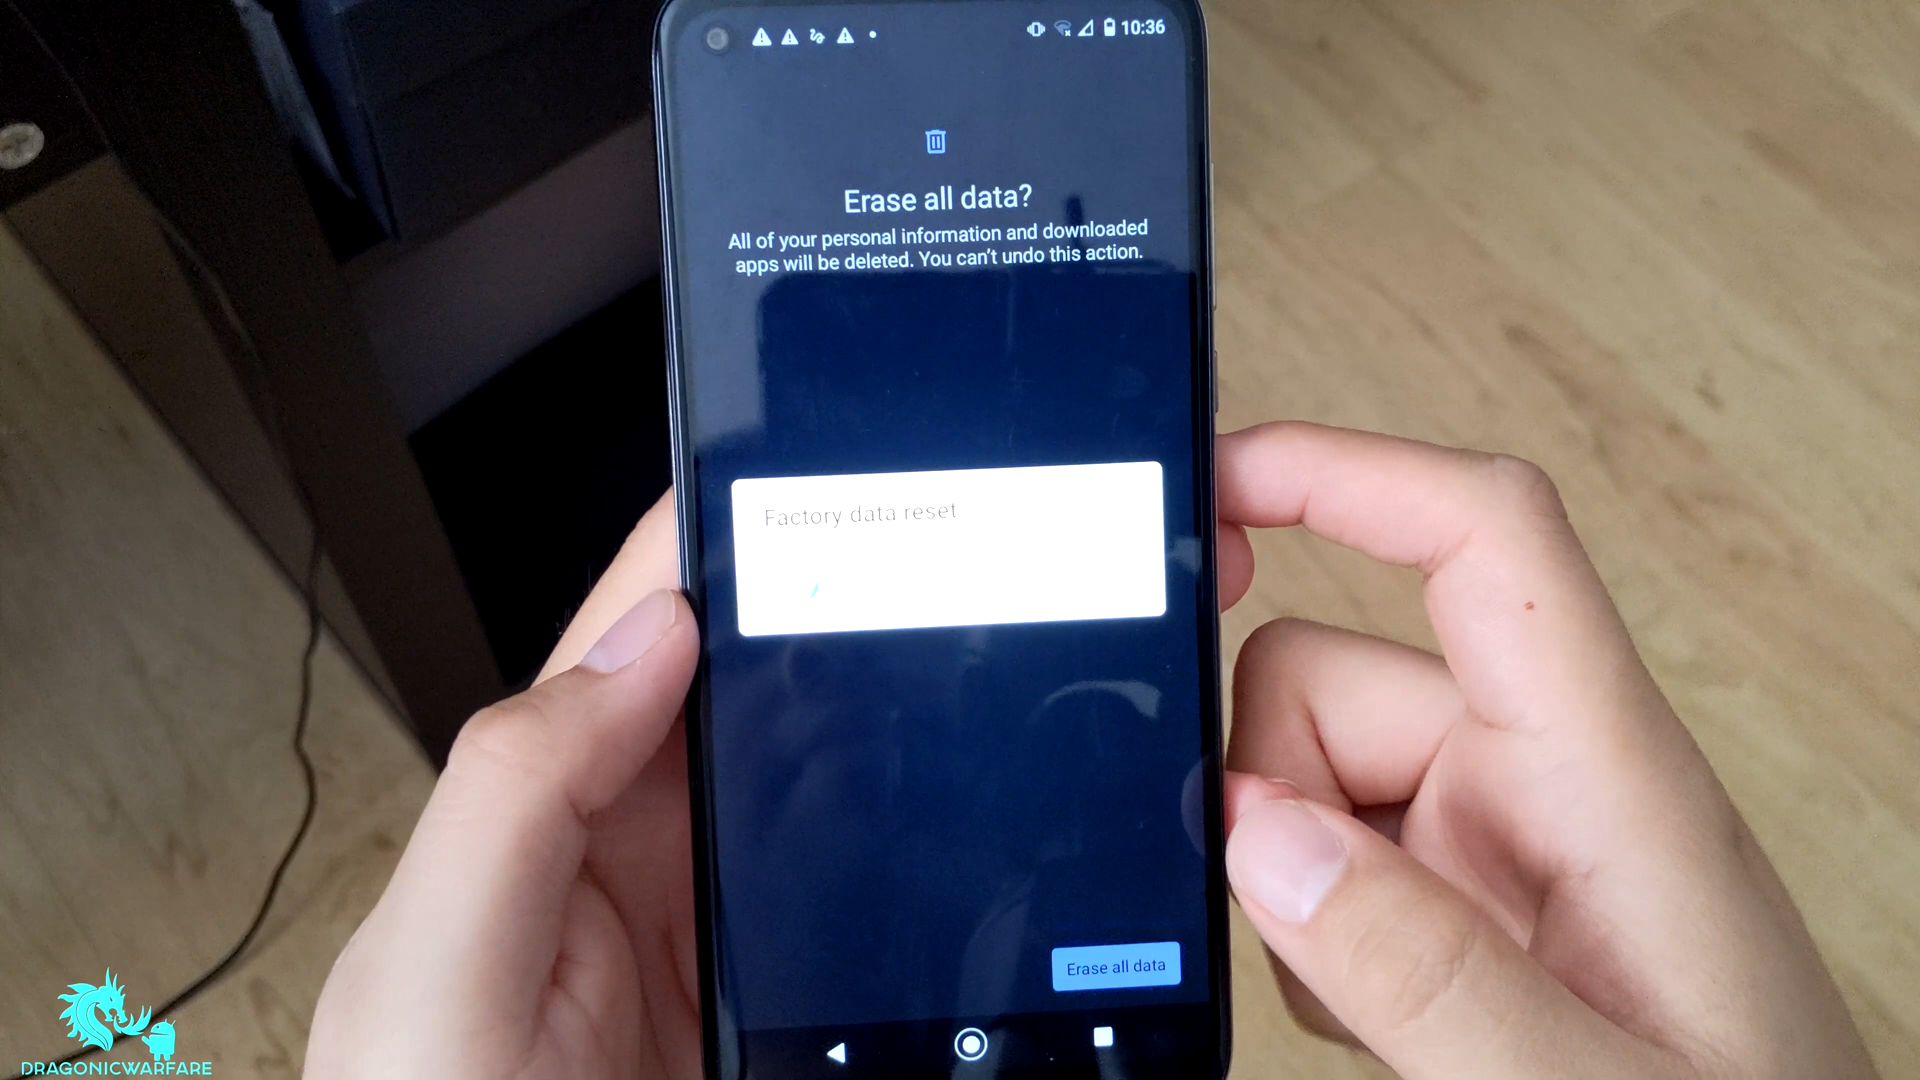 10:36
Erase all data?
All of your personal information and downloaded
apps will be deleted. You can't undo this action.
Factory data reset
Erase all data
DRAGONICWARFARE